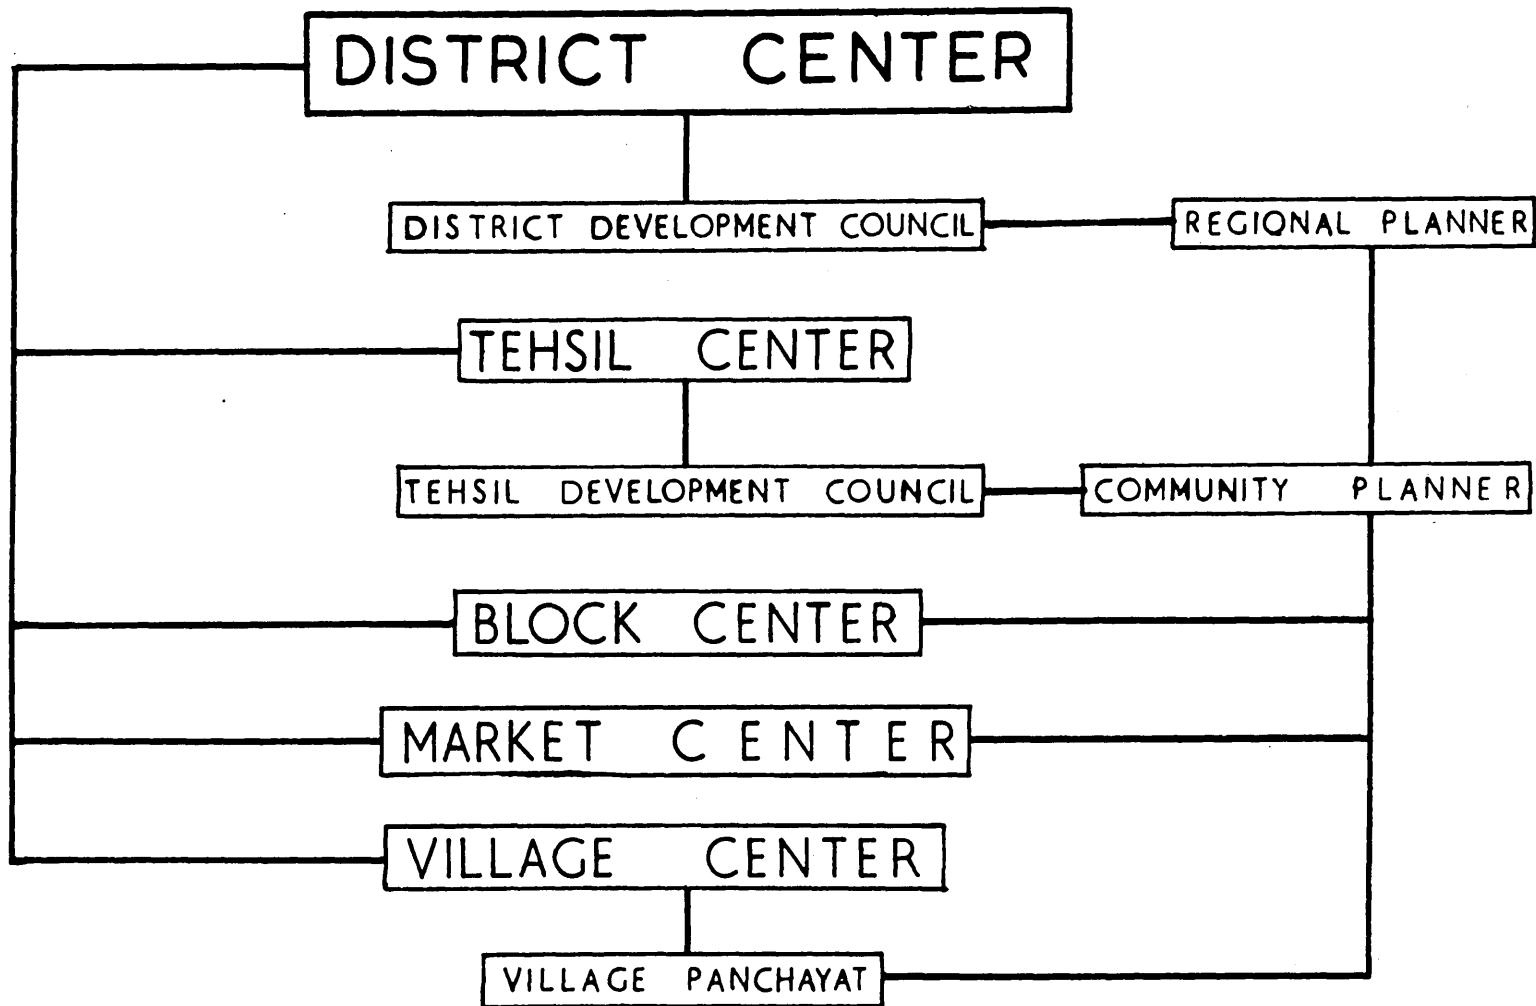 DISTRICT CENTER
DISTRICT DEVELOPMENT COUNCIL
REGIONAL PLANNER
TEHSIL CENTER
TEHSIL DEVELOPMENT COUNCIL
COMMUNITY PLANNER
BLOCK CENTER
MARKET CENTER
VILLAGE CENTER
VILLAGE PANCHAYAT